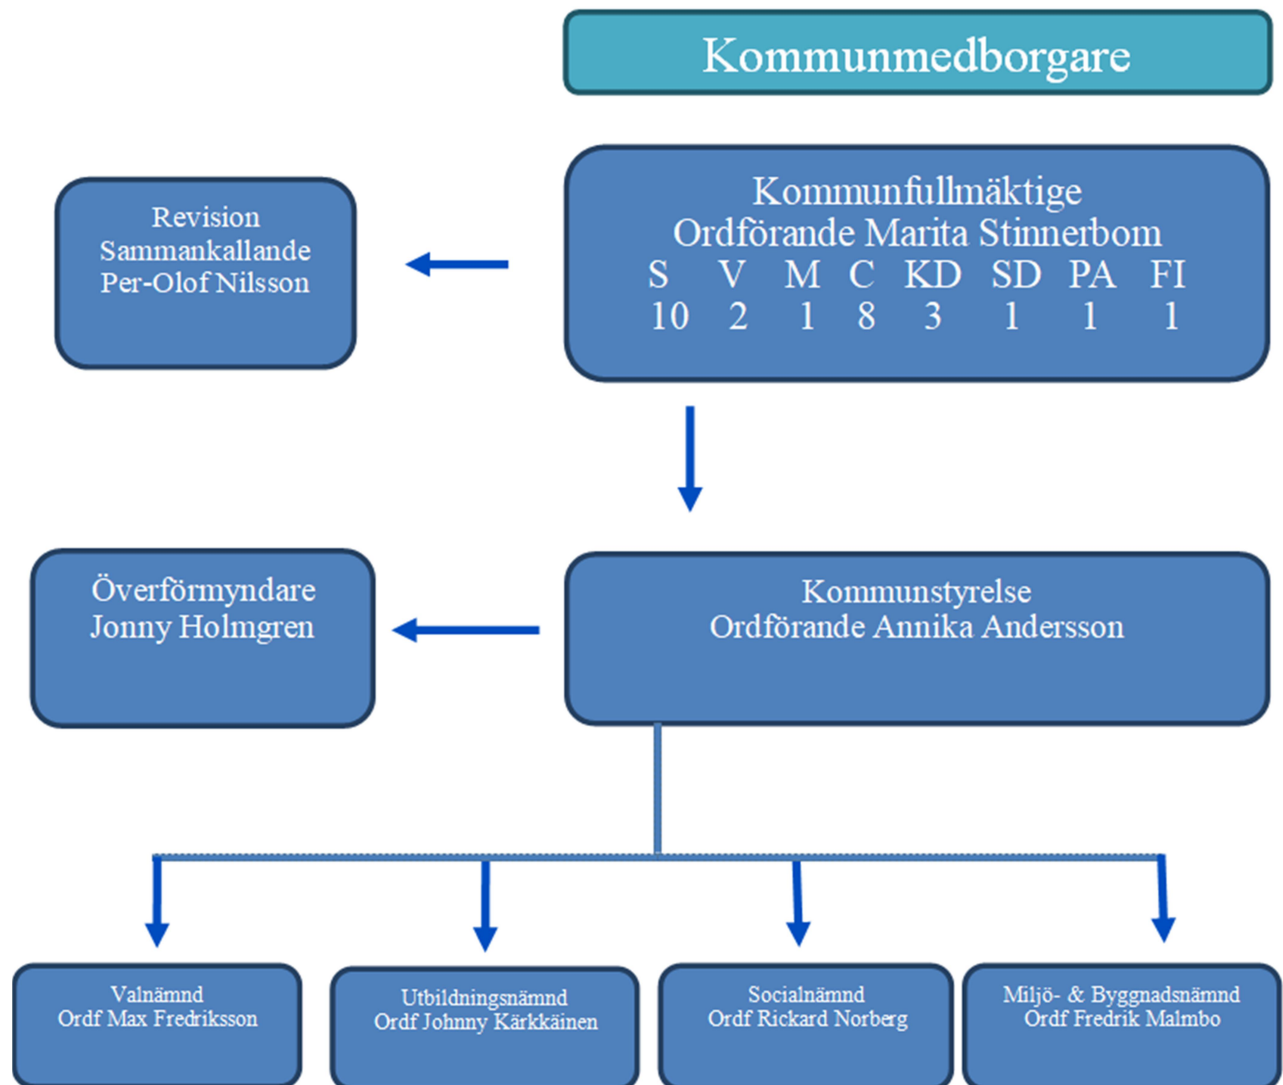 Kommunmedborgare
Kommunfullmäktige
Ordförande Marita Stinnerbom
S V M C KD SD PA FI
10 2 1 8 3 1 1 1
Revision
Sammankallande
Per-Olof Nilsson
Överförmyndare
Jonny Holmgren
Kommunstyrelse
Ordförande Annika Andersson
Valnämnd
Ordf Max Fredriksson
Utbildningsnämnd
Ordf Johnny Kärkkäinen
Socialnämnd
Ordf Rickard Norberg
Miljö- & Byggnadsnämnd
Ordf Fredrik Malmbo